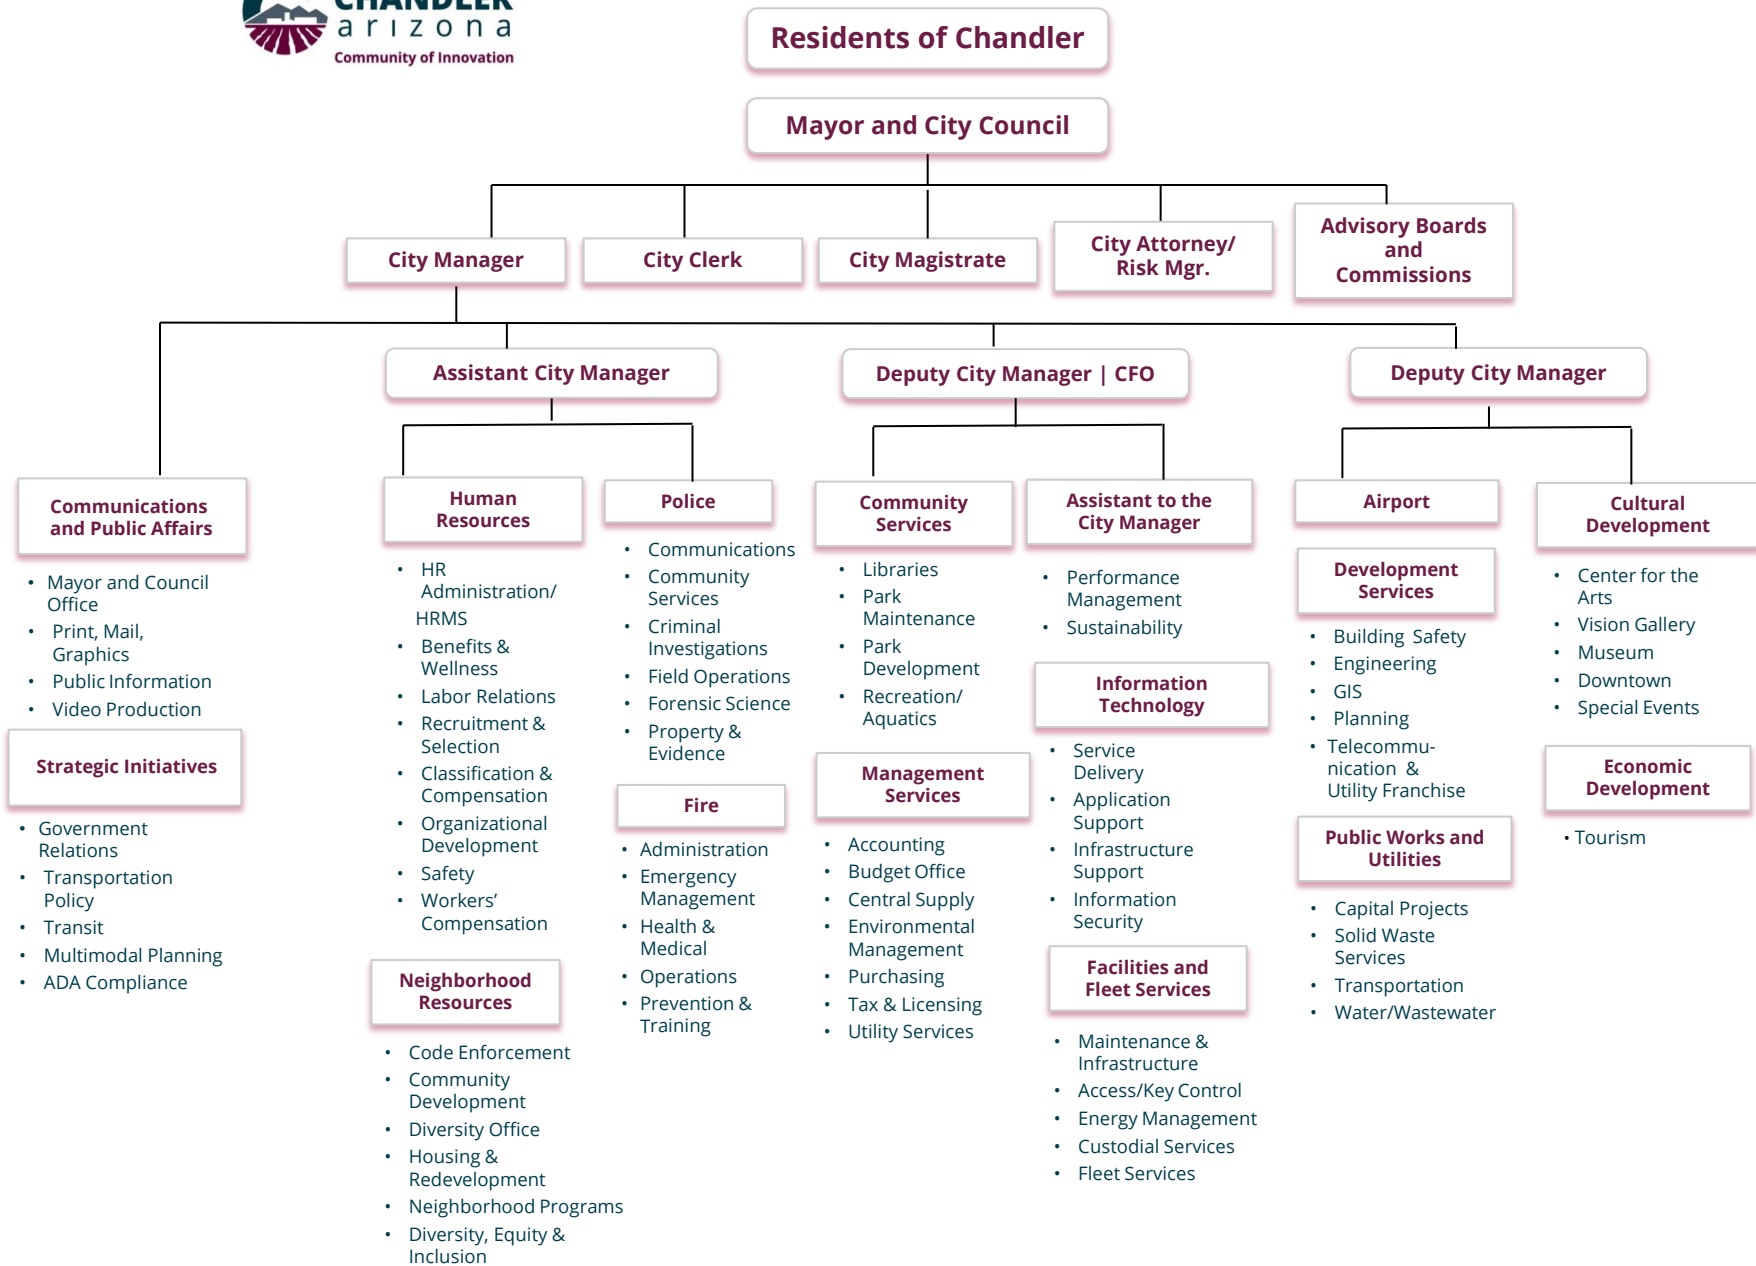 CHANDLER
arizona
Community of Innovation
Residents of Chandler
Mayor and City Council
City Manager
City Clerk
City Magistrate
City Attorney/
Risk Mgr.
Advisory Boards
and
Commissions
Assistant City Manager
Deputy City Manager | CFO
Deputy City Manager
Communications
and Public Affairs
• Mayor and Council
Office
• Print, Mail,
Graphics
• Public Information
• Video Production
Strategic Initiatives
• Government
Relations
• Transportation
Policy
• Transit
• Multimodal Planning
• ADA Compliance
Human
Resources
• HR
Administration/
HRMS
• Benefits &
Wellness
• Labor Relations
• Recruitment &
Selection
• Classification &
Compensation
• Organizational
Development
• Safety
• Workers’
Compensation
Neighborhood
Resources
• Code Enforcement
• Community
Development
• Diversity Office
• Housing &
Redevelopment
• Neighborhood Programs
• Diversity, Equity &
Inclusion
Police
• Communications
• Community
Services
• Criminal
Investigations
• Field Operations
• Forensic Science
• Property &
Evidence
Fire
• Administration
• Emergency
Management
• Health &
Medical
• Operations
• Prevention &
Training
Community
Services
• Libraries
• Park
Maintenance
• Park
Development
• Recreation/
Aquatics
Management
Services
• Accounting
• Budget Office
• Central Supply
• Environmental
Management
• Purchasing
• Tax & Licensing
• Utility Services
Assistant to the
City Manager
• Performance
Management
• Sustainability
Information
Technology
• Service
Delivery
• Application
Support
• Infrastructure
Support
• Information
Security
Facilities and
Fleet Services
• Maintenance &
Infrastructure
• Access/Key Control
• Energy Management
• Custodial Services
• Fleet Services
Airport
Development
Services
• Building Safety
• Engineering
• GIS
• Planning
• Telecommu-
nication &
Utility Franchise
Public Works and
Utilities
• Capital Projects
• Solid Waste
Services
• Transportation
• Water/Wastewater
Cultural
Development
• Center for the
Arts
• Vision Gallery
• Museum
• Downtown
• Special Events
Economic
Development
• Tourism